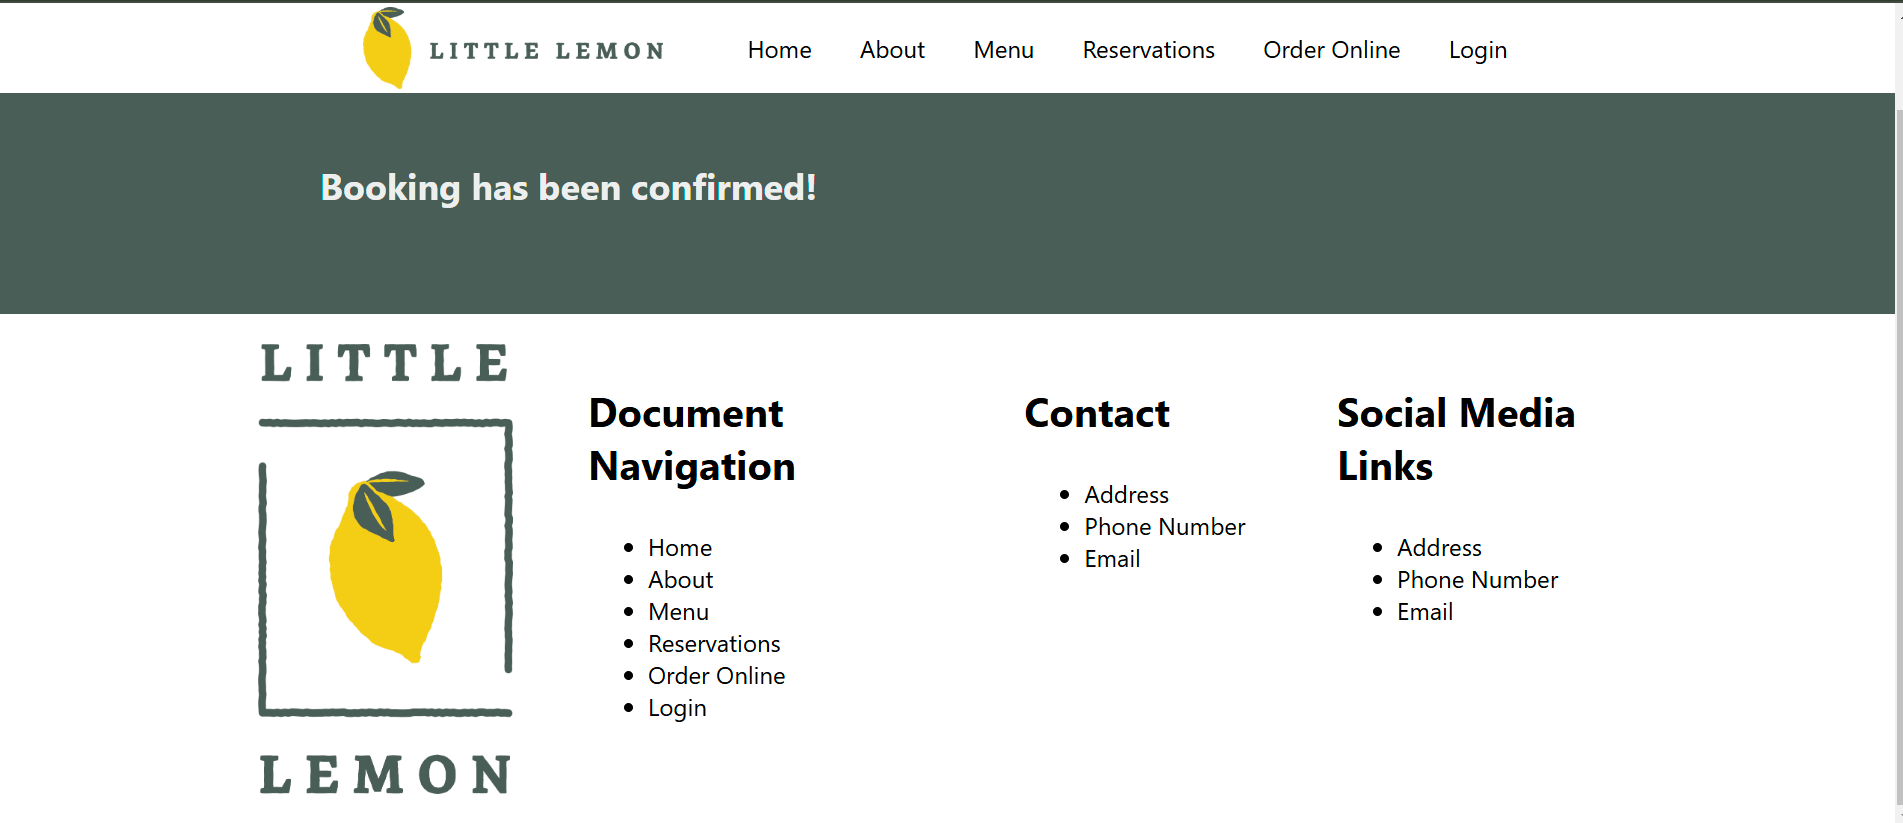 LITTLE LEMON
Home About Menu Reservations Order Online Login
Booking has been confirmed!
LITTLE
LEMON
Document
Navigation
Home
About
Menu
Reservations
Order Online
Login
Contact
Address
Phone Number
Email
Social Media
Links
Address
Phone Number
Email